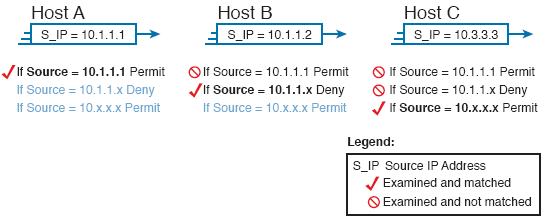 Host A
S_IP = 10.1.1.1
If Source = 10.1.1.1 Permit
If Source = 10.1.1.x Deny
If Source = 10.x.x.x Permit
Host B
S_IP = 10.1.1.2
If Source = 10.1.1.1 Permit
If Source = 10.1.1.x Deny
If Source = 10.x.x.x Permit
Host C
S_IP = 10.3.3.3
If Source = 10.1.1.1 Permit
If Source = 10.1.1.x Deny
If Source = 10.x.x.x Permit
Legend:
S_IP Source IP Address
Examined and matched
Examined and not matched